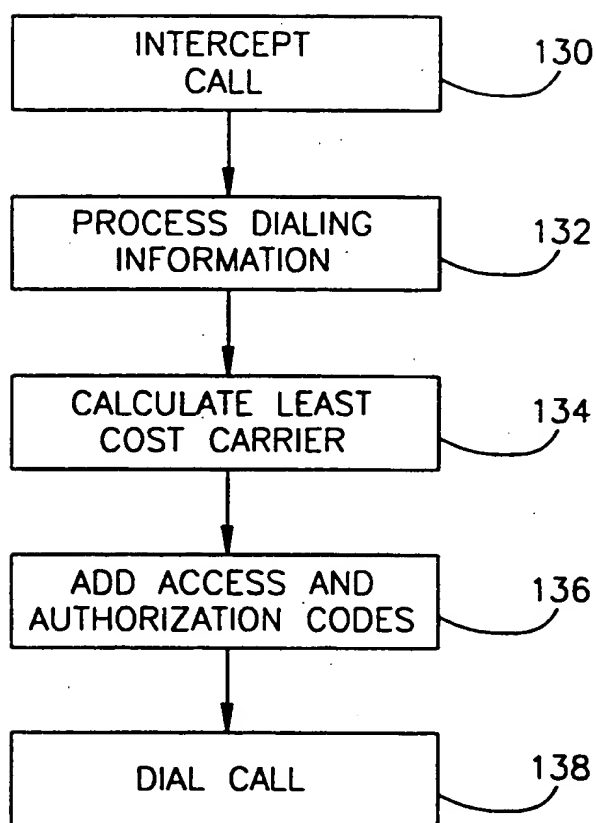 INTERCEPT
CALL
130
PROCESS DIALING
INFORMATION
132
CALCULATE LEAST
COST CARRIER
134
ADD ACCESS AND
AUTHORIZATION CODES
136
DIAL CALL
138